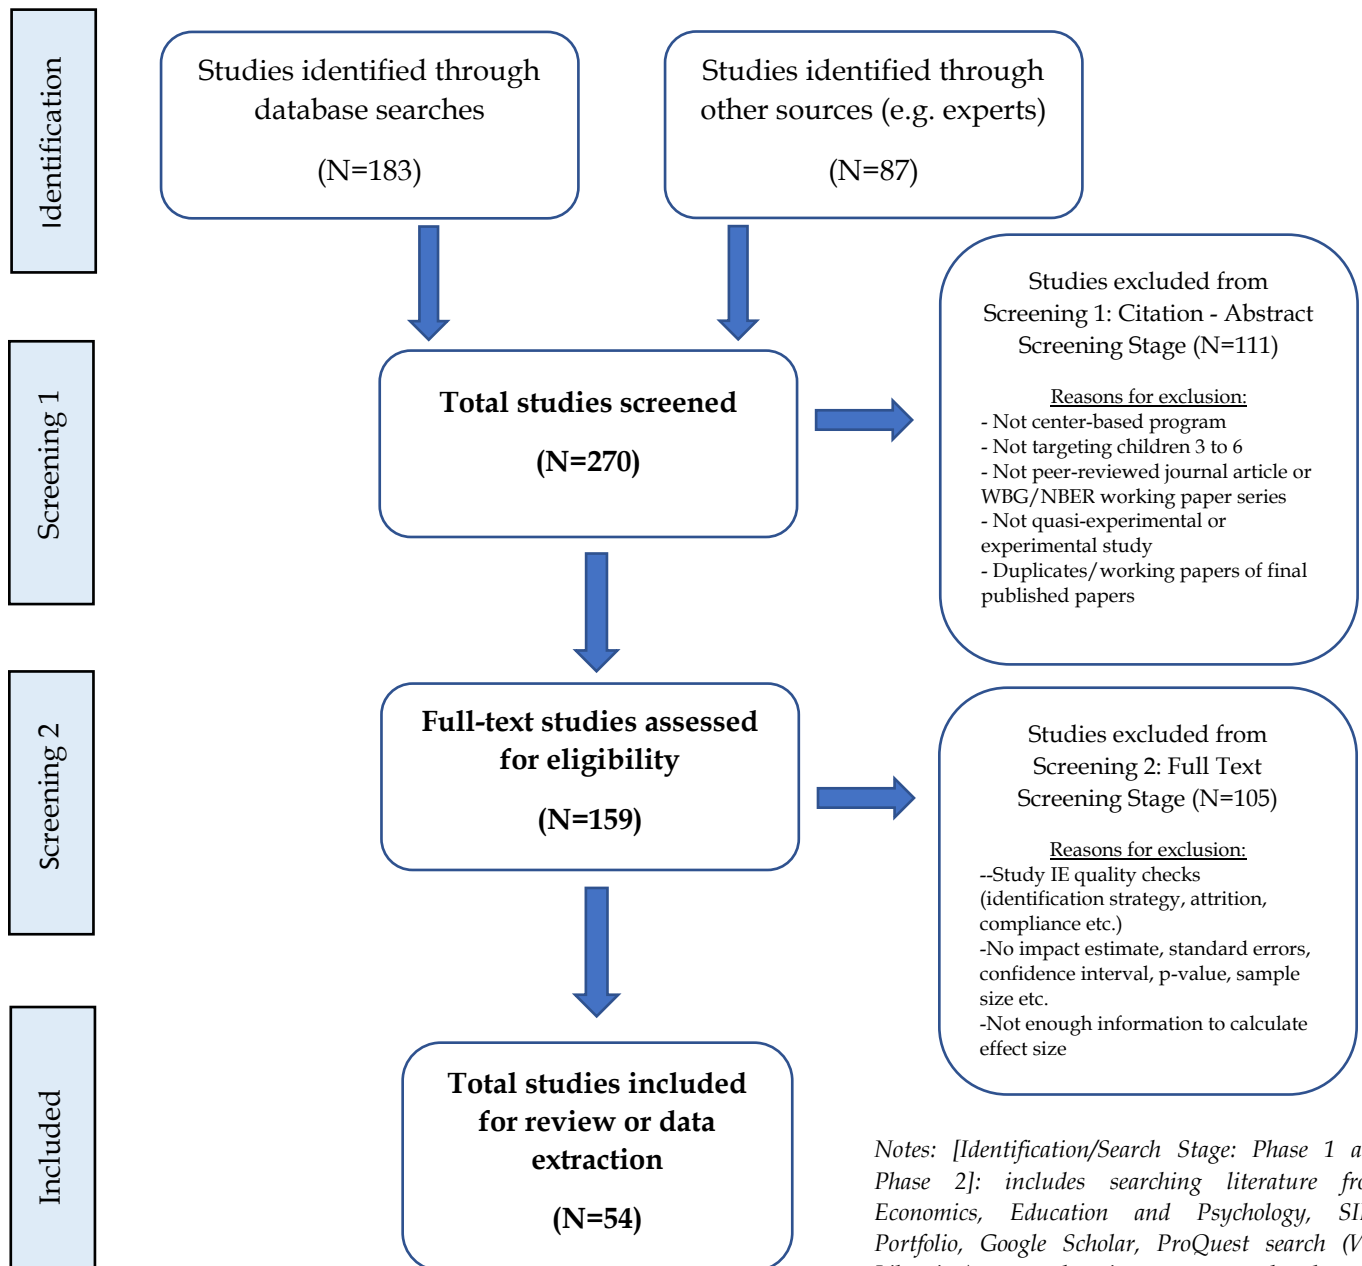 Identification
Studies identified through
database searches
(N=183)
Studies identified through
other sources (e.g. experts)
(N=87)
Screening 1
Total studies screened
(N=270)
Studies excluded from
Screening 1: Citation - Abstract
Screening Stage (N=111)
Reasons for exclusion:
- Not center-based program
- Not targeting children 3 to 6
- Not peer-reviewed journal article or
WBG/NBER working paper series
- Not quasi-experimental or
experimental study
- Duplicates/working papers of final
published papers
Screening 2
Full-text studies assessed
for eligibility
(N=159)
Studies excluded from
Screening 2: Full Text
Screening Stage (N=105)
Reasons for exclusion:
--Study IE quality checks
(identification strategy, attrition,
compliance etc.)
-No impact estimate, standard errors,
confidence interval, p-value, sample
size etc.
-Not enough information to calculate
effect size
Included
Total studies included
for review or data
extraction
(N=54)
Notes: [Identification/Search Stage: Phase 1
Phase 2]: includes searching literature
Economics, Education and Psychology,
Portfolio, Google Scholar, ProQuest search